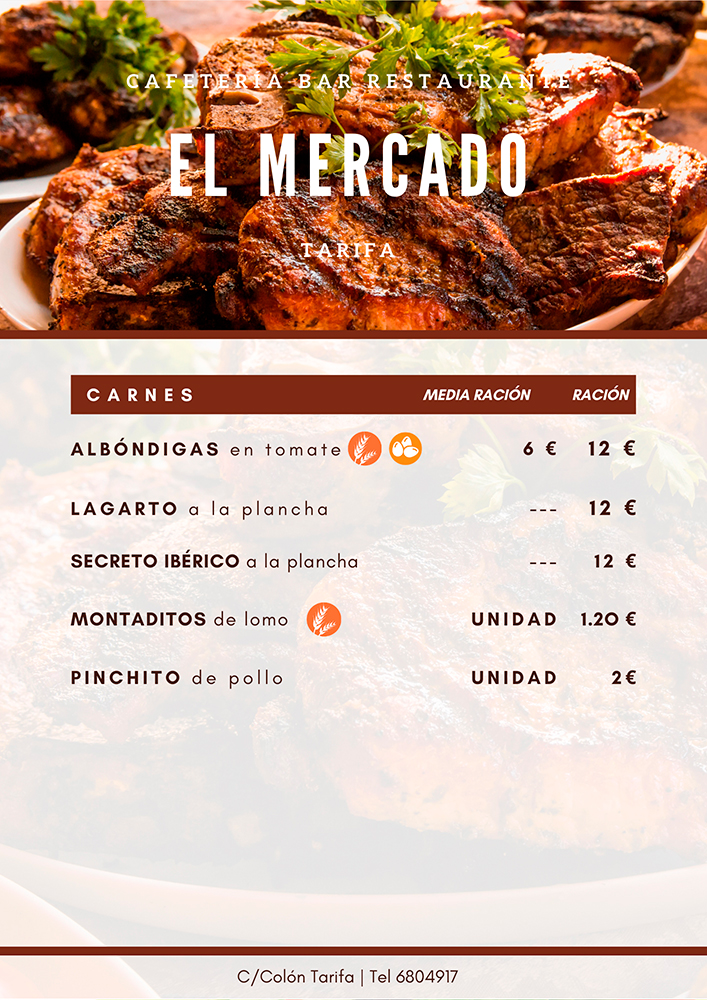 CAFETERÍA BAR RESTAURANTE
EL MERCADO
TARIFA
CARNES MEDIA RACIÓN RACIÓN
ALBÓNDIGAS en tomate 6 € 12 €
LAGARTO a la plancha --- 12 €
SECRETO IBÉRICO a la plancha --- 12 €
MONTADITOS de lomo UNIDAD 1.20 €
PINCHITO de pollo UNIDAD 2€
C/Colón Tarifa | Tel 6804917